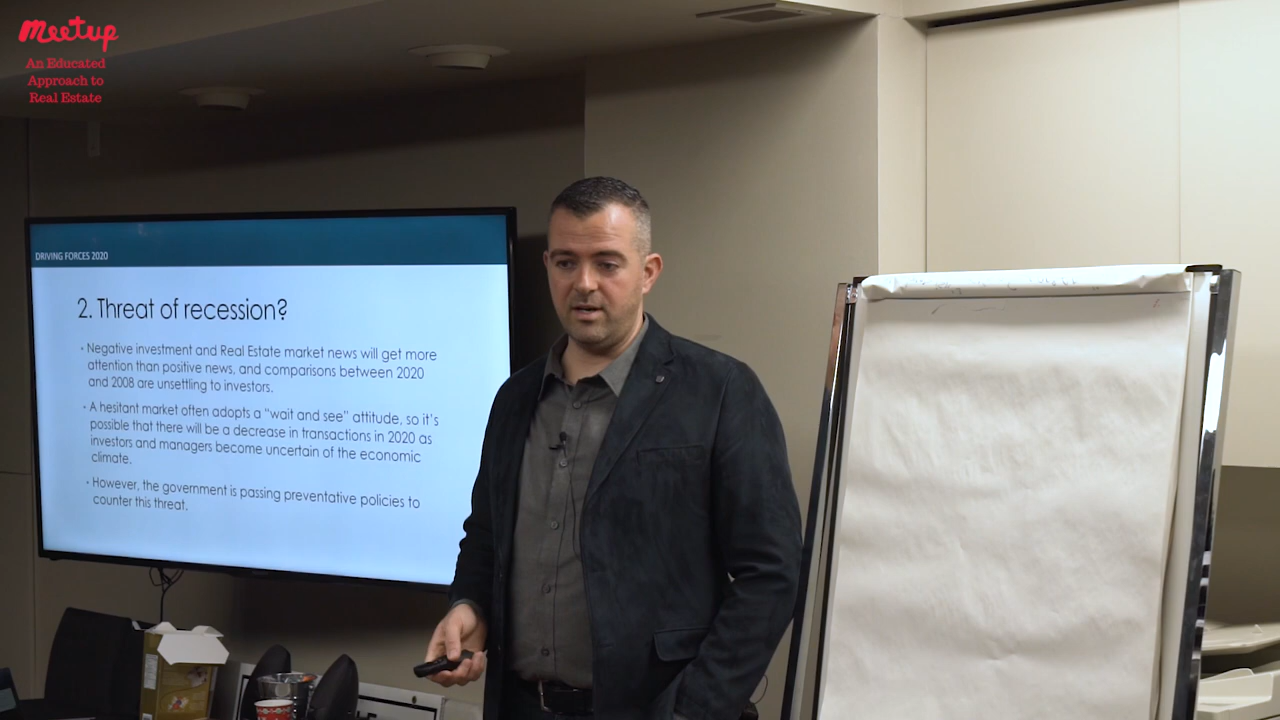 Meetup
An Educated
Approach to
Real Estate
DRIVING FORCES 2020
2. Threat of recession?
• Negative investment and Real Estate market news will get more
attention than positive news, and comparisons between 2020
and 2008 are unsettling to investors.
• A hesitant market often adopts a "wait and see" attitude, so it's
possible that there will be a decrease in transactions in 2020 as
investors and managers become uncertain of the economic
climate.
• However, the government is passing preventative policies to
counter this threat.